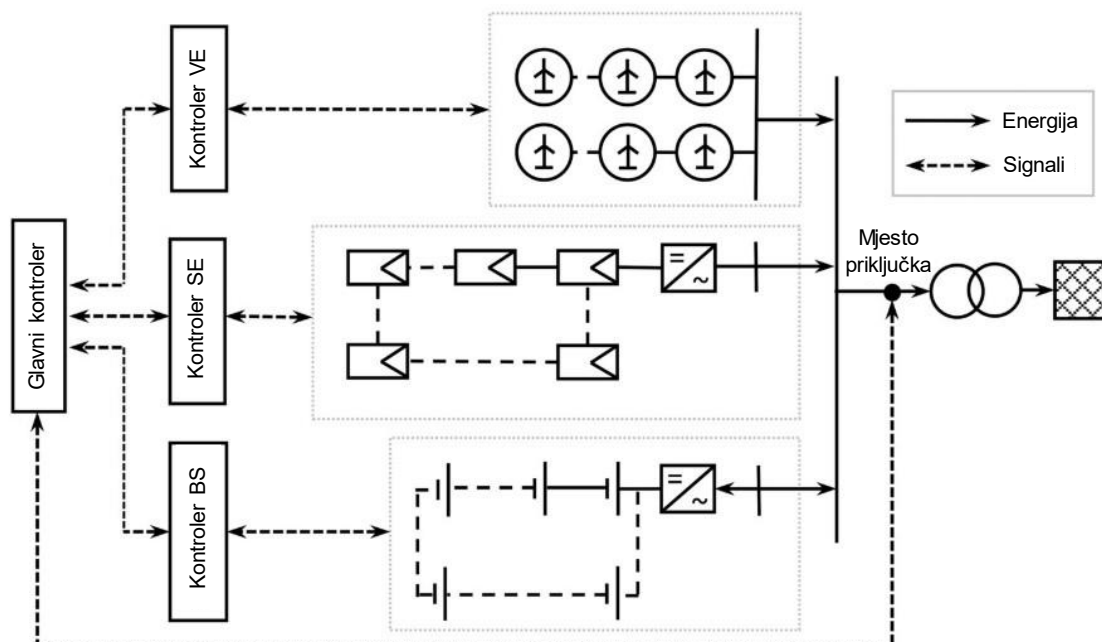 Kontroler VE
Energija
Signali
Glavni kontroler
Kontroler SE
Mjesto
priključka
Kontroler BS